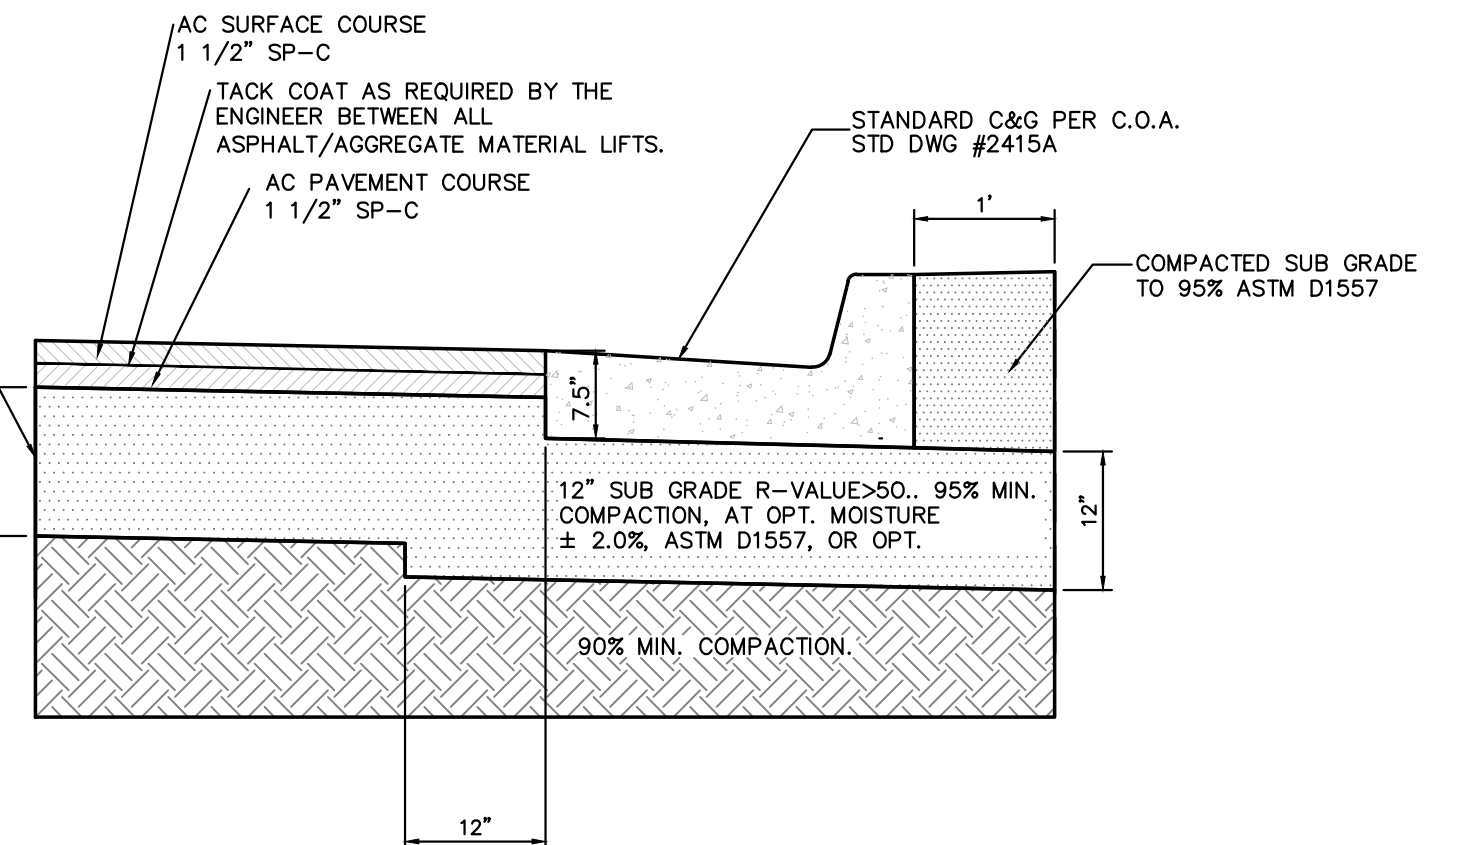 AC SURFACE COURSE
1 1/2" SP-C
TACK COAT AS REQUIRED BY THE
ENGINEER BETWEEN ALL
ASPHALT/AGGREGATE MATERIAL LIFTS.
AC PAVEMENT COURSE
1 1/2" SP-C
STANDARD C&G PER C.O.A.
STD DWG #2415A
1'
COMPACTED SUB GRADE
TO 95% ASTM D1557
7.5"
12" SUB GRADE R-VALUE>50.. 95% MIN.
COMPACTION, AT OPT. MOISTURE
± 2.0%, ASTM D1557, OR OPT.
12"
90% MIN. COMPACTION.
12"